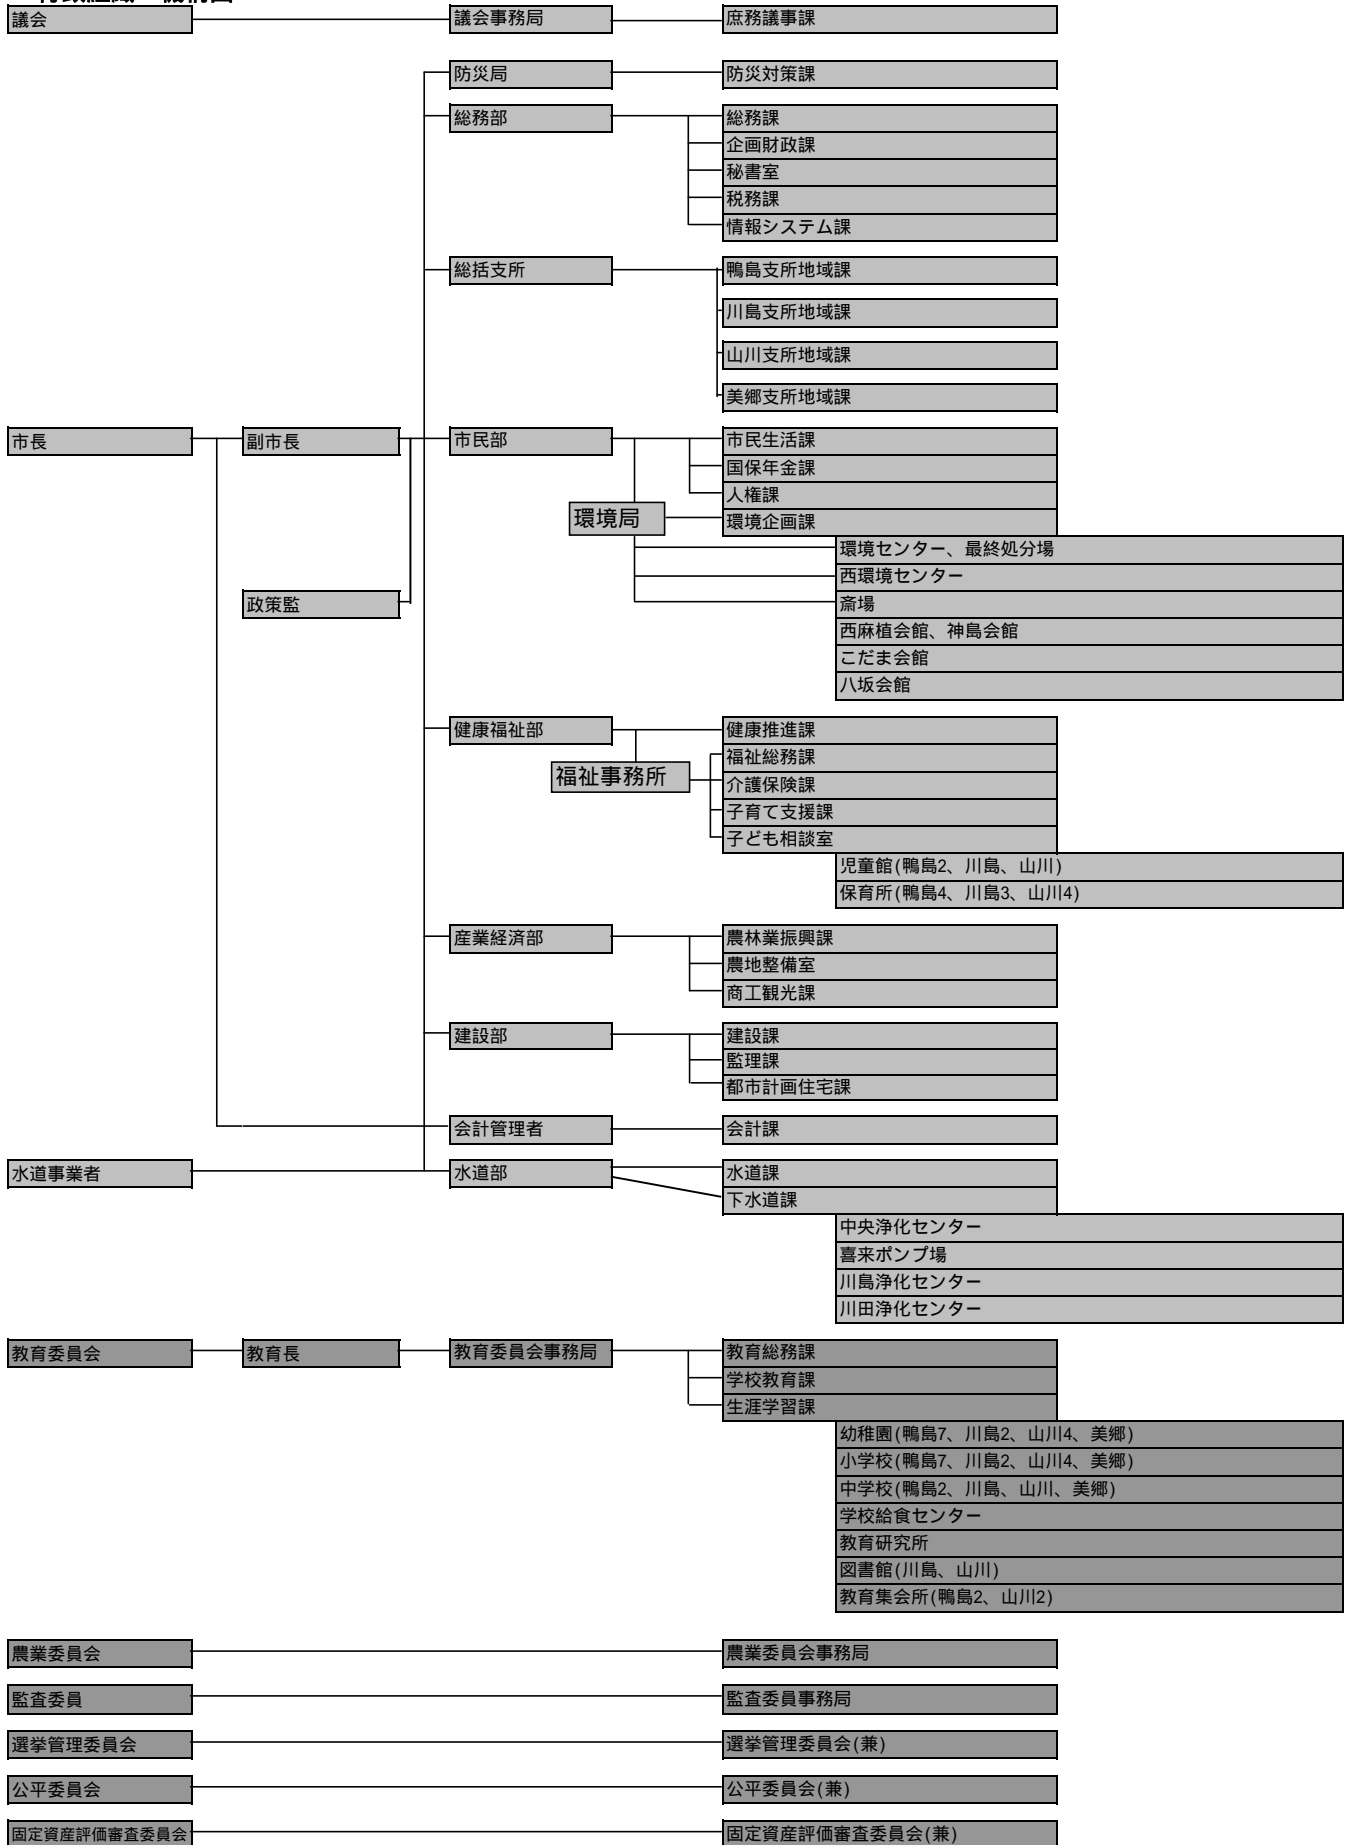 議会
議会事務局
庶務議事課
防災局
防災対策課
総務部
総務課
企画財政課
秘書室
税務課
情報システム課
総括支所
鴨島支所地域課
川島支所地域課
山川支所地域課
美郷支所地域課
市長
副市長
市民部
市民生活課
国保年金課
人権課
環境局
環境企画課
環境センター、最終処分場
西環境センター
政策監
斎場
西麻植会館、神島会館
こだま会館
八坂会館
健康福祉部
健康推進課
福祉総務課
福祉事務所
介護保険課
子育て支援課
子ども相談室
児童館(鴨島2、川島、山川)
保育所(鴨島4、川島3、山川4)
産業経済部
農林業振興課
農地整備室
商工観光課
建設部
建設課
監理課
都市計画住宅課
会計管理者
会計課
水道事業者
水道部
水道課
下水道課
中央浄化センター
喜来ポンプ場
川島浄化センター
川田浄化センター
教育委員会
教育長
教育委員会事務局
教育総務課
学校教育課
生涯学習課
幼稚園(鴨島7、川島2、山川4、美郷)
小学校(鴨島7、川島2、山川4、美郷)
中学校(鴨島2、川島、山川、美郷)
学校給食センター
教育研究所
図書館(川島、山川)
教育集会所(鴨島2、山川2)
農業委員会
農業委員会事務局
監査委員
監査委員事務局
選挙管理委員会
選挙管理委員会(兼)
公平委員会
公平委員会(兼)
固定資産評価審査委員会
固定資産評価審査委員会(兼)